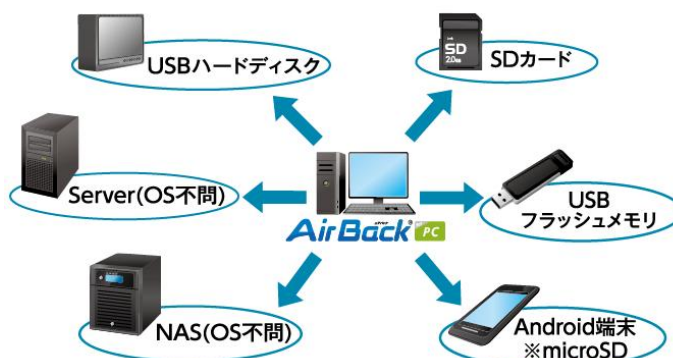 USBハードディスク
SD
SDカード
Server(OS不問)
AirBack PC
USB
フラッシュメモリ
NAS(OS不問)
Android端末
※microSD